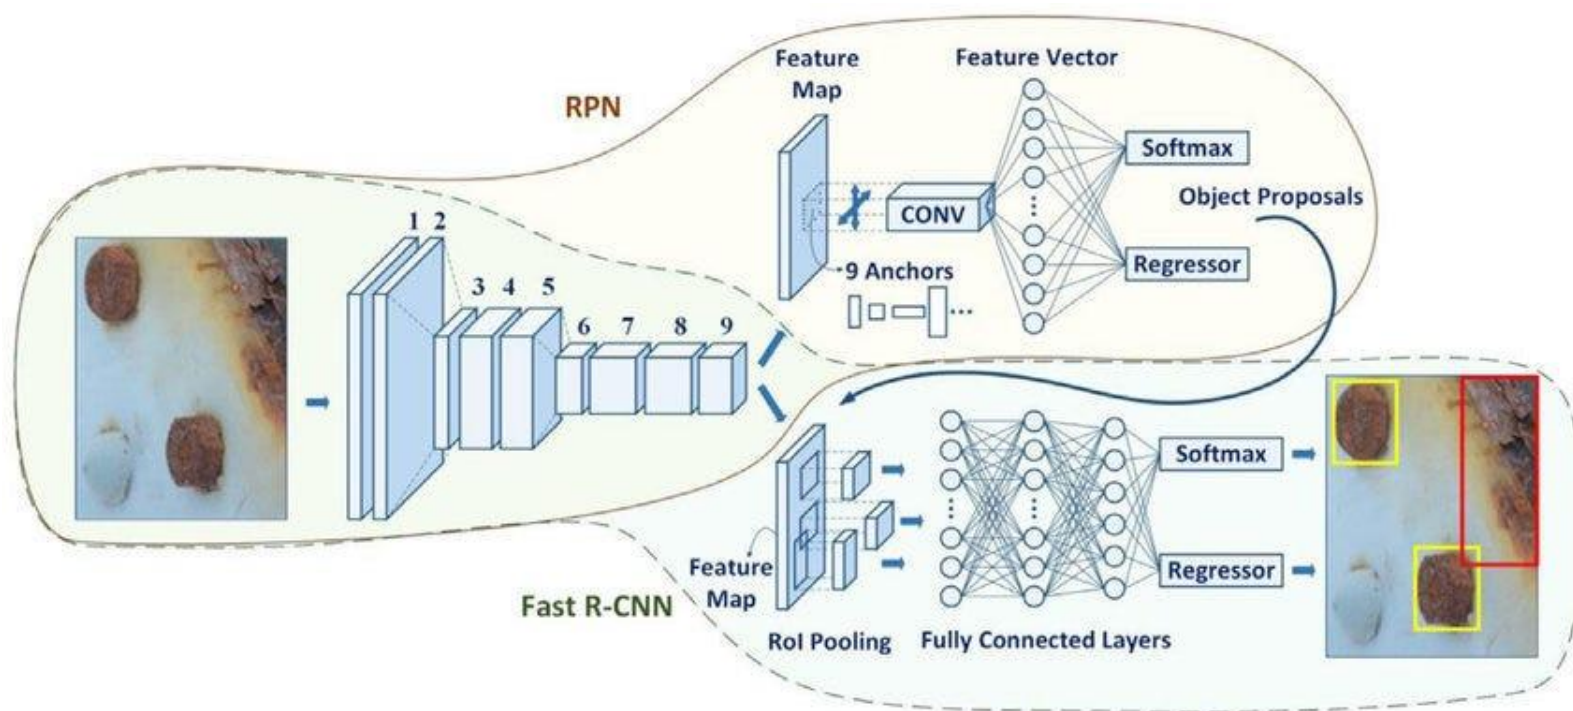 RPN
Feature
Map
Feature Vector
CONV
Softmax
Regressor
Object Proposals
9 Anchors
1 2
3 4 5
6 7 8 9
Feature
Map
Fast R-CNN
RoI Pooling
Fully Connected Layers
Softmax
Regressor